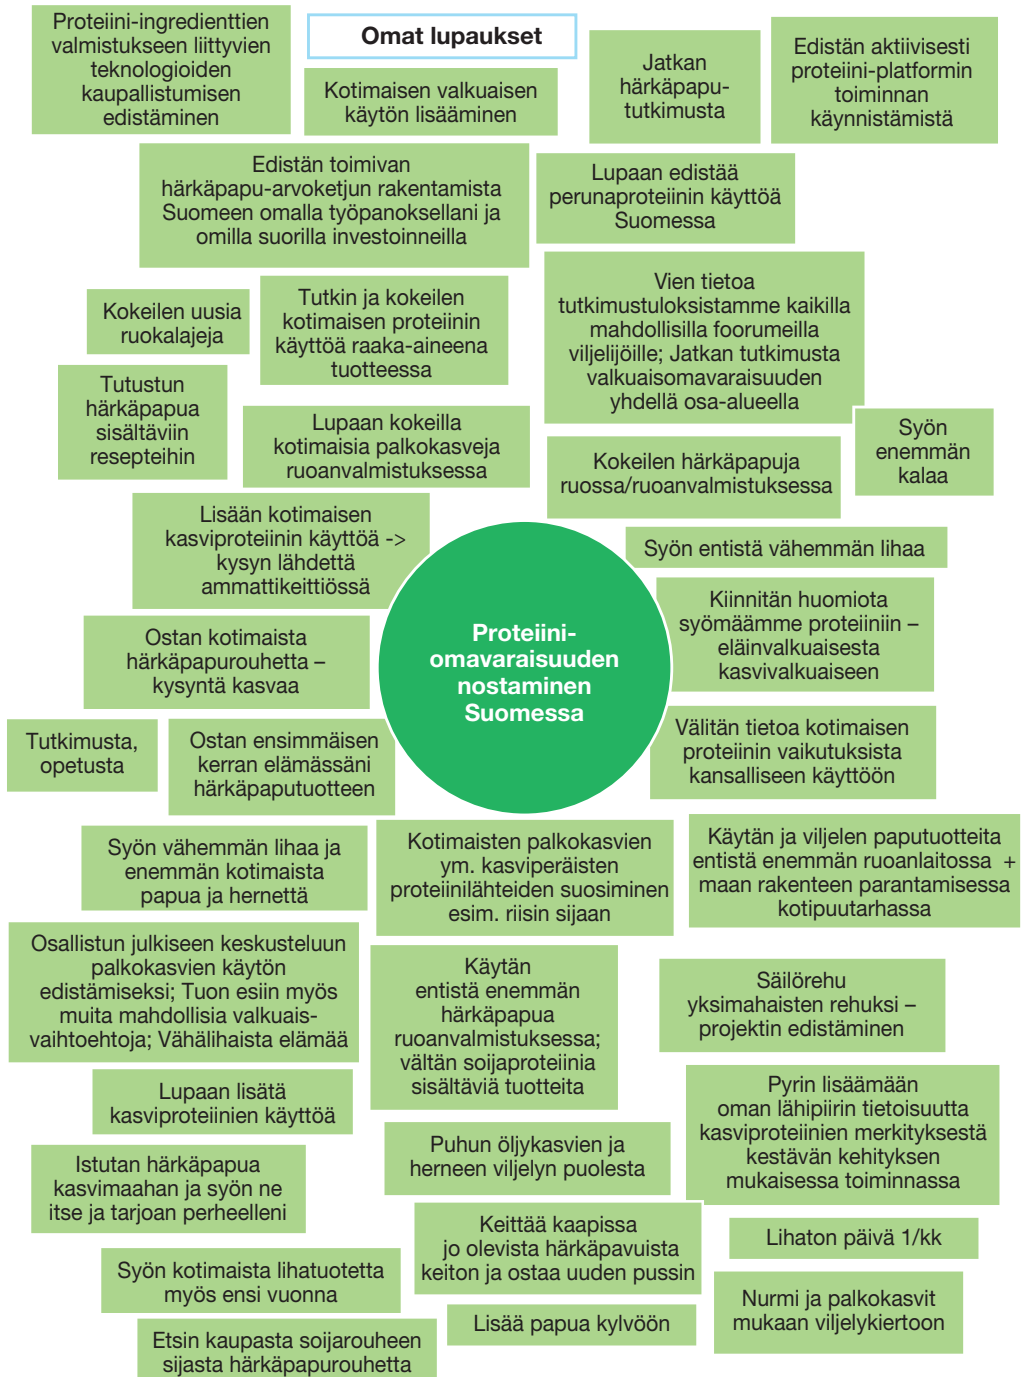 Proteiini-ingredienttien
valmistukseen liittyvien
teknologioiden
kaupallistumisen
edistäminen
Omat lupaukset
Kotimaisen valkuaisen
käytön lisääminen
Jatkan
härkäpapu-
tutkimusta
Edistän aktiivisesti
proteiini-platformin
toiminnan
käynnistämistä
Edistän toimivan
härkäpapu-arvoketjun rakentamista
Suomeen omalla työpanoksellani ja
omilla suorilla investoinneilla
Lupaan edistää
perunaproteiinin käyttöä
Suomessa
Kokeilen uusia
ruokalajeja
Tutkin ja kokeilen
kotimaisen proteiinin
käyttöä raaka-aineena
tuotteessa
Vien tietoa
tutkimustuloksistamme kaikilla
mahdollisilla foorumeilla
viljelijöille; Jatkan tutkimusta
valkuaisomavaraisuuden
yhdellä osa-alueella
Tutustun
härkäpapua
sisältäviin
resepteihin
Lupaan kokeilla
kotimaisia palkokasveja
ruoanvalmistuksessa
Kokeilen härkäpapuja
ruossa/ruoanvalmistuksessa
Syön
enemmän
kalaa
Lisään kotimaisen
kasviproteiinin käyttöä ->
kysyn lähdettä
ammattikeittiössä
Syön entistä vähemmän lihaa
Kiinnitän huomiota
syömäämme proteiiniin –
eläinvalkuaisesta
kasvivalkuaiseen
Proteiini-
omavaraisuuden
nostaminen
Suomessa
Ostan kotimaista
härkäpapurouhetta –
kysyntä kasvaa
Tutkimusta,
opetusta
Ostan ensimmäisen
kerran elämässäni
härkäpaputuotteen
Välitän tietoa kotimaisen
proteiinin vaikutuksista
kansalliseen käyttöön
Syön vähemmän lihaa ja
enemmän kotimaista
papua ja hernettä
Kotimaisten palkokasvien
ym. kasviperäisten
proteiinilähteiden suosiminen
esim. riisin sijaan
Käytän ja viljelen paputuotteita
entistä enemmän ruoanlaitossa +
maan rakenteen parantamisessa
kotipuutarhassa
Osallistun julkiseen keskusteluun
palkokasvien käytön
edistämiseksi; Tuon esiin myös
muita mahdollisia valkuais-
vaihtoehtoja; Vähälihaista elämää
Käytän
entistä enemmän
härkäpapua
ruoanvalmistuksessa;
vältän soijaproteiinia
sisältäviä tuotteita
Säilörehu
yksimahaisten rehuksi –
projektin edistäminen
Lupaan lisätä
kasviproteiinien käyttöä
Pyrin lisäämään
oman lähipiirin tietoisuutta
kasviproteiinien merkityksestä
kestävän kehityksen
mukaisessa toiminnassa
Puhun öljykasvien ja
herneen viljelyn puolesta
Istutan härkäpapua
kasvimaahan ja syön ne
itse ja tarjoan perheelleni
Keittää kaapissa
jo olevista härkäpavuista
keiton ja ostaa uuden pussin
Lihaton päivä 1/kk
Syön kotimaista lihatuotetta
myös ensi vuonna
Nurmi ja palkokasvit
mukaan viljelykiertoon
Lisää papua kylvöön
Etsin kaupasta soijarouheen
sijasta härkäpapurouhetta